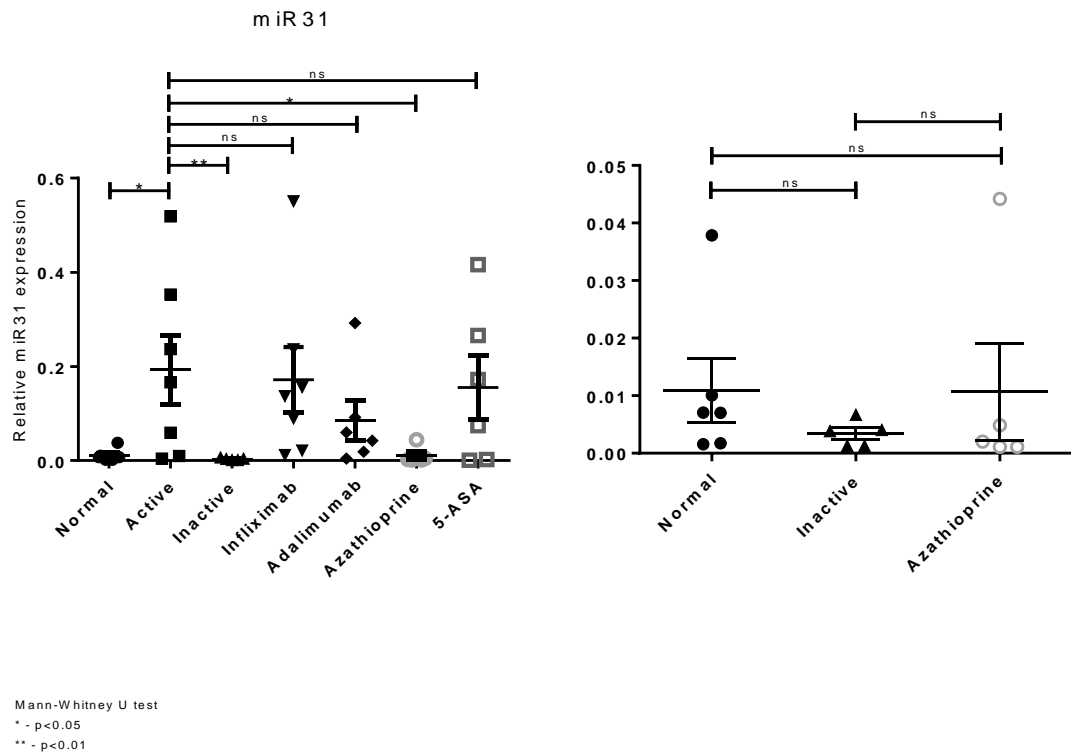 miR31
ns
*
ns
ns
**
*
Relative miR31 expression
0.6
0.4
0.2
0.0
Normal
Active
Inactive
Infliximab
Adalimumab
Azathioprine
5-ASA
ns
ns
ns
0.05
0.04
0.03
0.02
0.01
0.00
Normal
Inactive
Azathioprine
Mann-Whitney U test
* - p<0.05
** - p<0.01